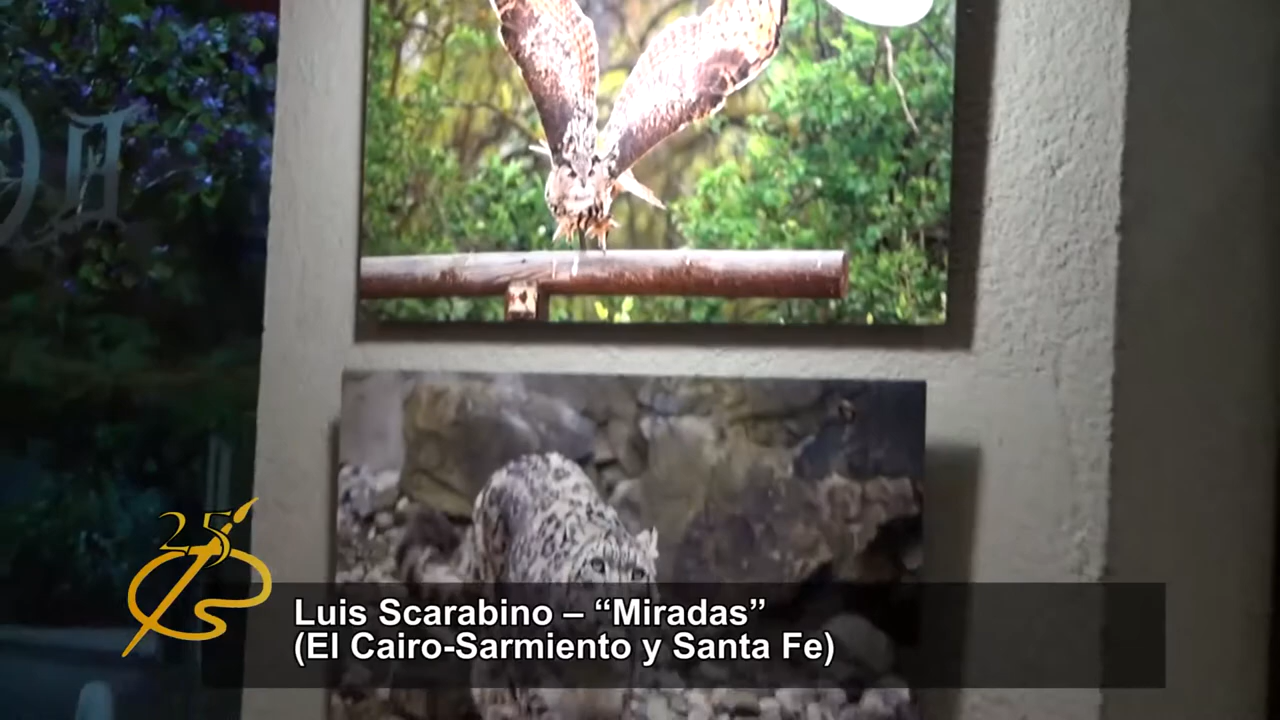 25
Luis Scarabino – “Miradas”
(El Cairo-Sarmiento y Santa Fe)